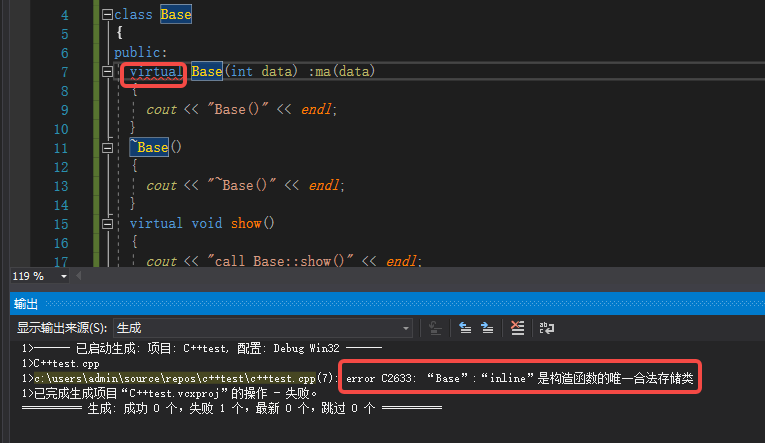 4 class Base
5 {
6 public:
7 virtual Base(int data) :ma(data)
8 {
9 cout << "Base()" << endl;
10 }
11 ~Base()
12 {
13 cout << "~Base()" << endl;
14 }
15 virtual void show()
16 {
17 cout << "call Base::show()" << endl;
119 %
输出
显示输出来源(S): 生成
1>------ 已启动生成: 项目: C++test, 配置: Debug Win32 ------
1>C++test.cpp
1>c:\users\admin\source\repos\c++test\c++test.cpp(7): error C2633: “Base”: “inline”是构造函数的唯一合法存储类
1>已完成生成项目“C++test.vcxproj”的操作 - 失败。
========== 生成: 成功 0 个，失败 1 个，最新 0 个，跳过 0 个 ==========